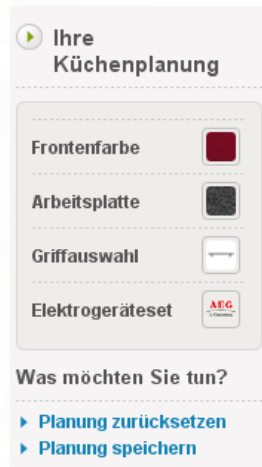 Ihre
Küchenplanung
Frontenfarbe
Arbeitsplatte
Griffauswahl
Elektrogeräteset
AEG
Was möchten Sie tun?
Planung zurücksetzen
Planung speichern